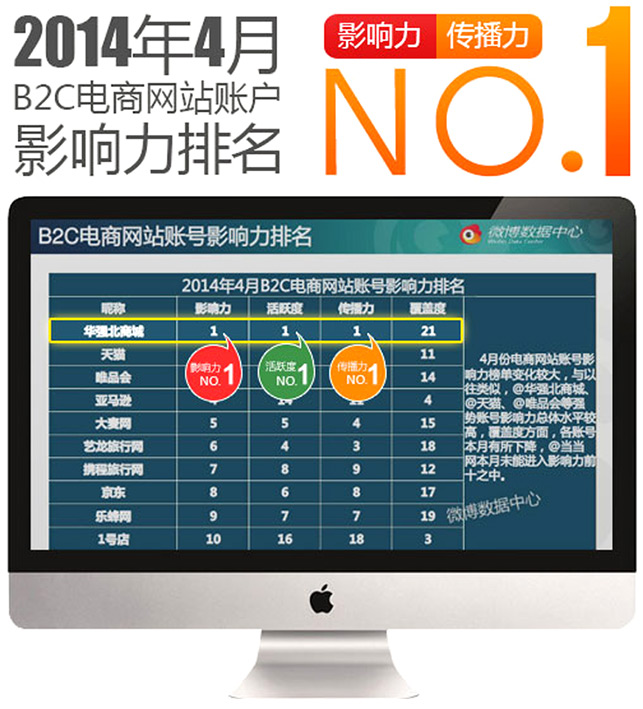 2014年4月
B2C电商网站账户
影响力排名
影响力 传播力
NO.1
B2C电商网站账号影响力排名
微博数据中心
Weibo Data Center
2014年4月B2C电商网站账号影响力排名
昵称 影响力 活跃度 传播力 覆盖度
华强北商城 1 1 1 21
天猫 11
唯品会 14
亚马逊 4
大麦网 5 5 4 15
艺龙旅行网 6 4 3 18
携程旅行网 7 8 9 12
京东 8 6 8 17
乐蜂网 9 7 7 19
1号店 10 16 18 3
影响力
NO.1
活跃度
NO.1
传播力
NO.1
4月份电商网站账号影
响力榜单变化较大，与以
往类似，@华强北商城、
@天猫、@唯品会等强
势账号影响力总体水平较
高，覆盖度方面，各账号
本月有所下降，@当当
网本月未能进入影响力前
十之中。
微博数据中心